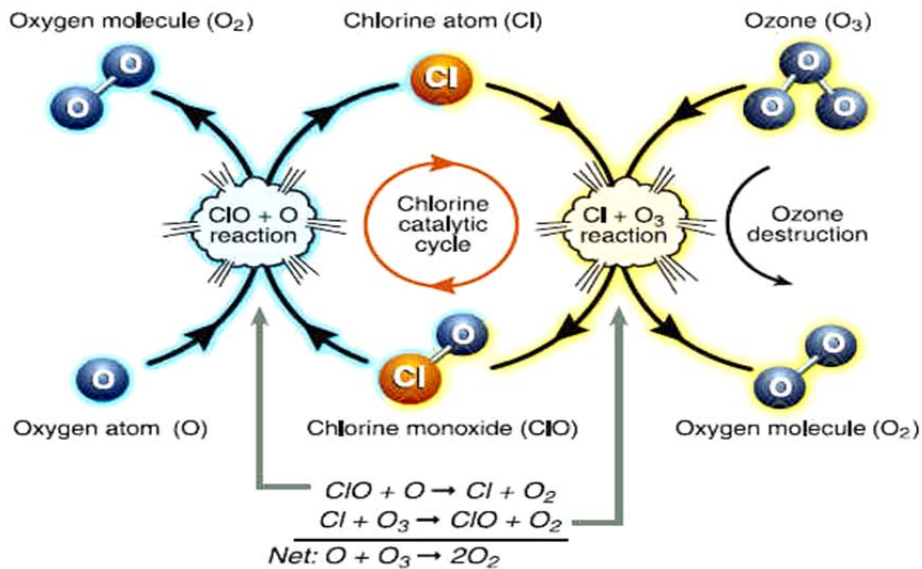 Oxygen molecule (O₂)
Chlorine atom (Cl)
Ozone (O₃)
O
O
Cl
O
O
O
ClO + O
reaction
Chlorine
catalytic
cycle
Cl + O₃
reaction
Ozone
destruction
O
Cl
O
O
O
Oxygen atom (O)
Chlorine monoxide (ClO)
Oxygen molecule (O₂)
ClO + O → Cl + O₂
Cl + O₃ → ClO + O₂
Net: O + O₃ → 2O₂